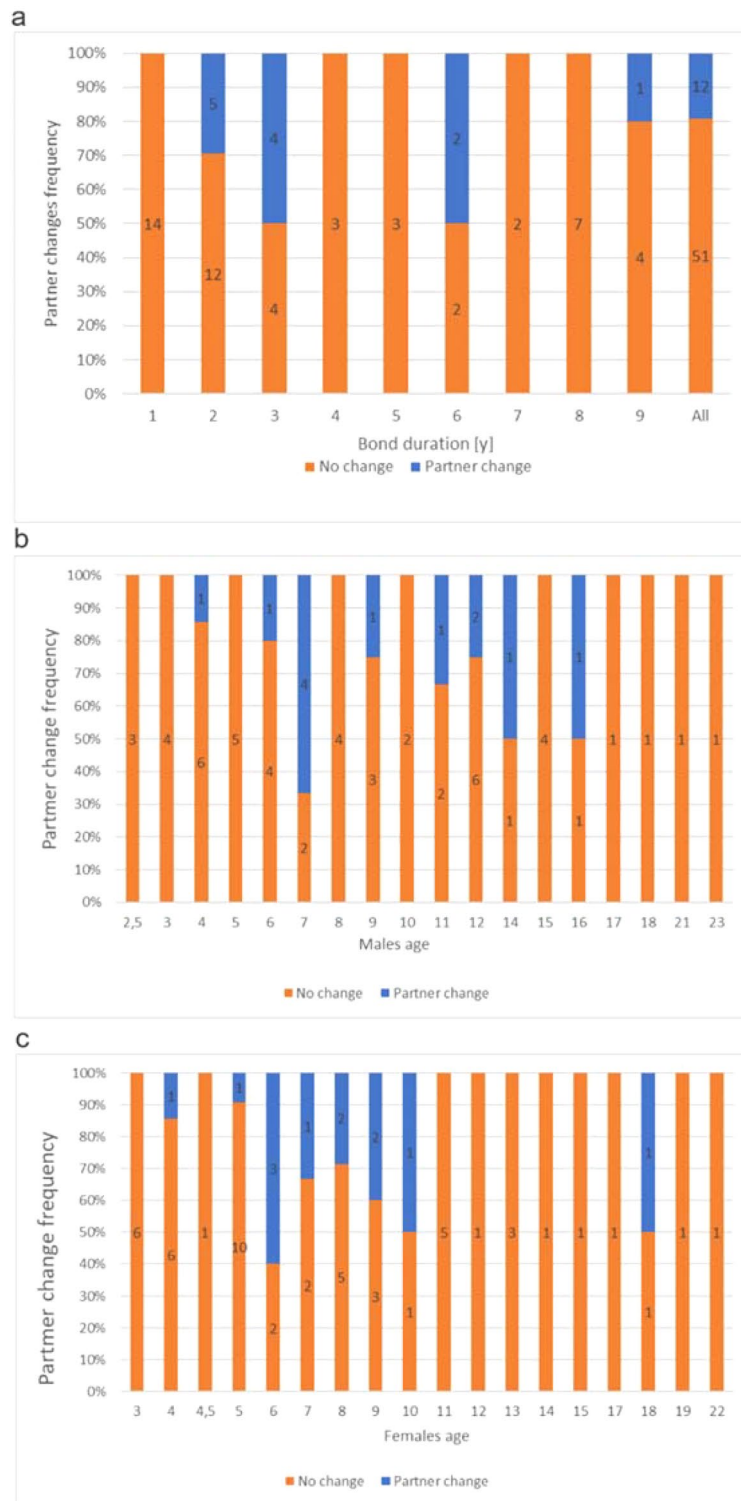 a
100%
90%
80%
70%
60%
50%
40%
30%
20%
10%
0%
Partner changes frequency
5 4 2 1 12
14 12 4 3 3 2 2 7 4 51
1 2 3 4 5 6 7 8 9 All
Bond duration [y]
No change Partner change
b
100%
90%
80%
70%
60%
50%
40%
30%
20%
10%
0%
Partmer change frequency
1 1 4 1 1 2 1 1
3 4 6 5 4 2 4 3 2 2 6 1 4 1 1 1 1 1
2,5 3 4 5 6 7 8 9 10 11 12 14 15 16 17 18 21 23
Males age
No change Partner change
c
100%
90%
80%
70%
60%
50%
40%
30%
20%
10%
0%
Partmer change frequency
1 1 3 1 2 2 1 1
6 6 1 10 2 2 5 3 1 5 1 3 1 1 1 1 1 1
3 4 4,5 5 6 7 8 9 10 11 12 13 14 15 17 18 19 22
Females age
No change Partner change